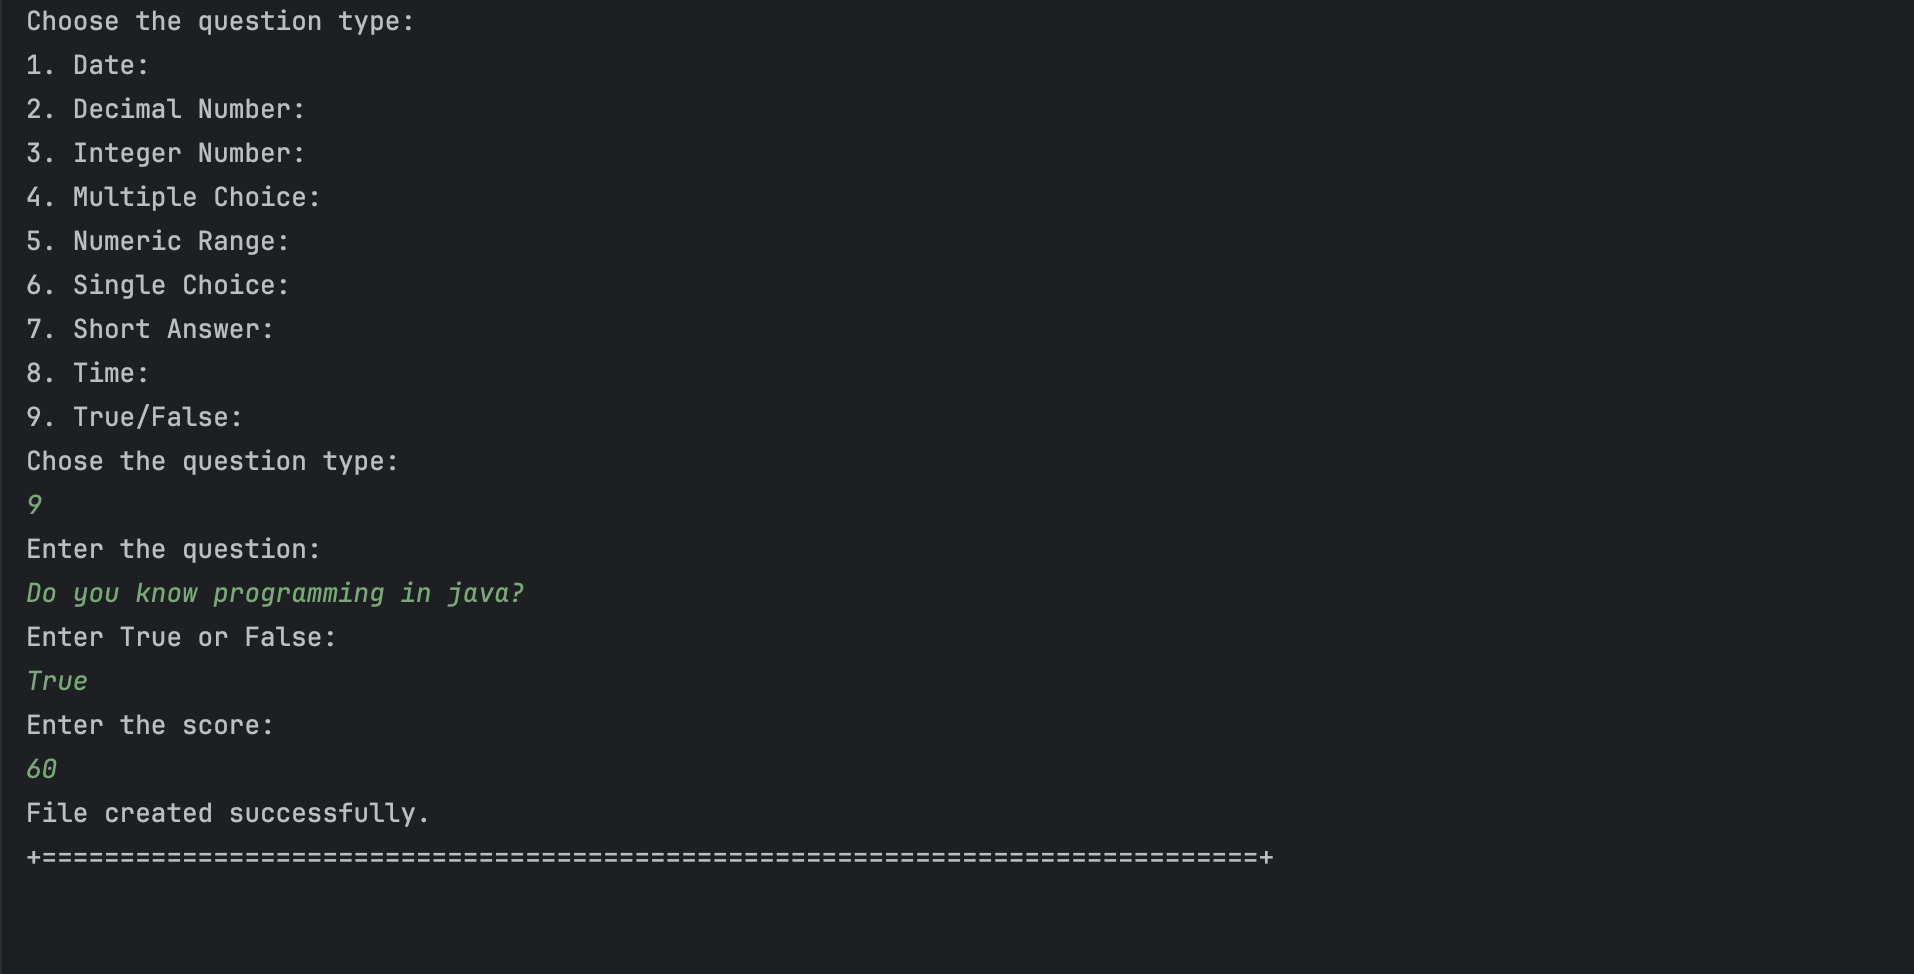 Choose the question type:
1. Date:
2. Decimal Number:
3. Integer Number:
4. Multiple Choice:
5. Numeric Range:
6. Single Choice:
7. Short Answer:
8. Time:
9. True/False:
Chose the question type:
9
Enter the question:
Do you know programming in java?
Enter True or False:
True
Enter the score:
60
File created successfully.
+==============================================================================+